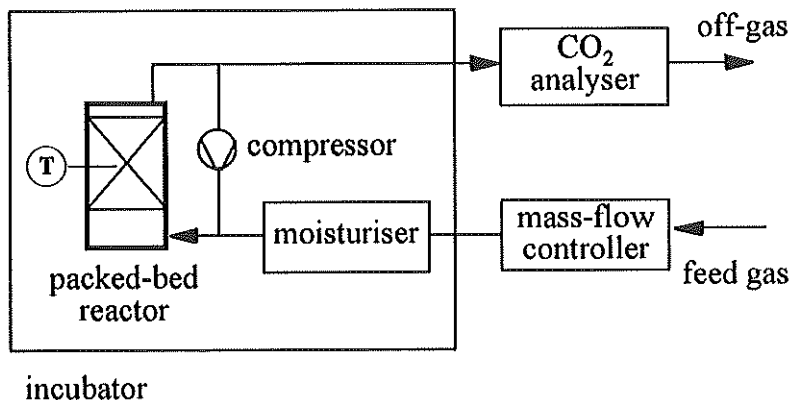 off-gas
CO₂
analyser
T
compressor
moisturiser
mass-flow
controller
feed gas
packed-bed
reactor
incubator